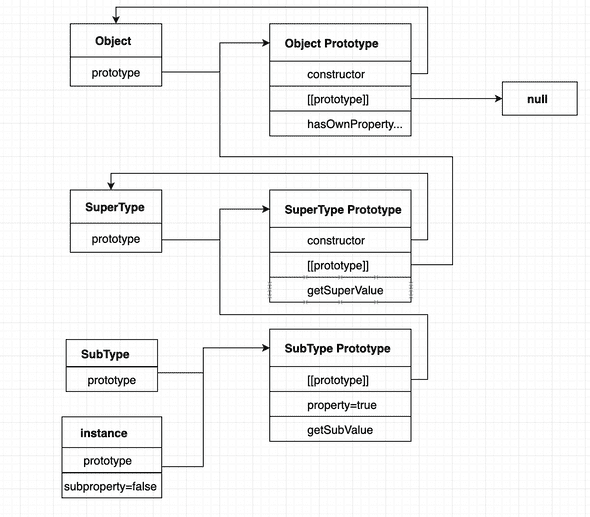 Object
prototype
Object Prototype
constructor
[[prototype]]
hasOwnProperty...
null
SuperType
prototype
SuperType Prototype
constructor
[[prototype]]
getSuperValue
SubType
prototype
SubType Prototype
[[prototype]]
property=true
getSubValue
instance
prototype
subproperty=false